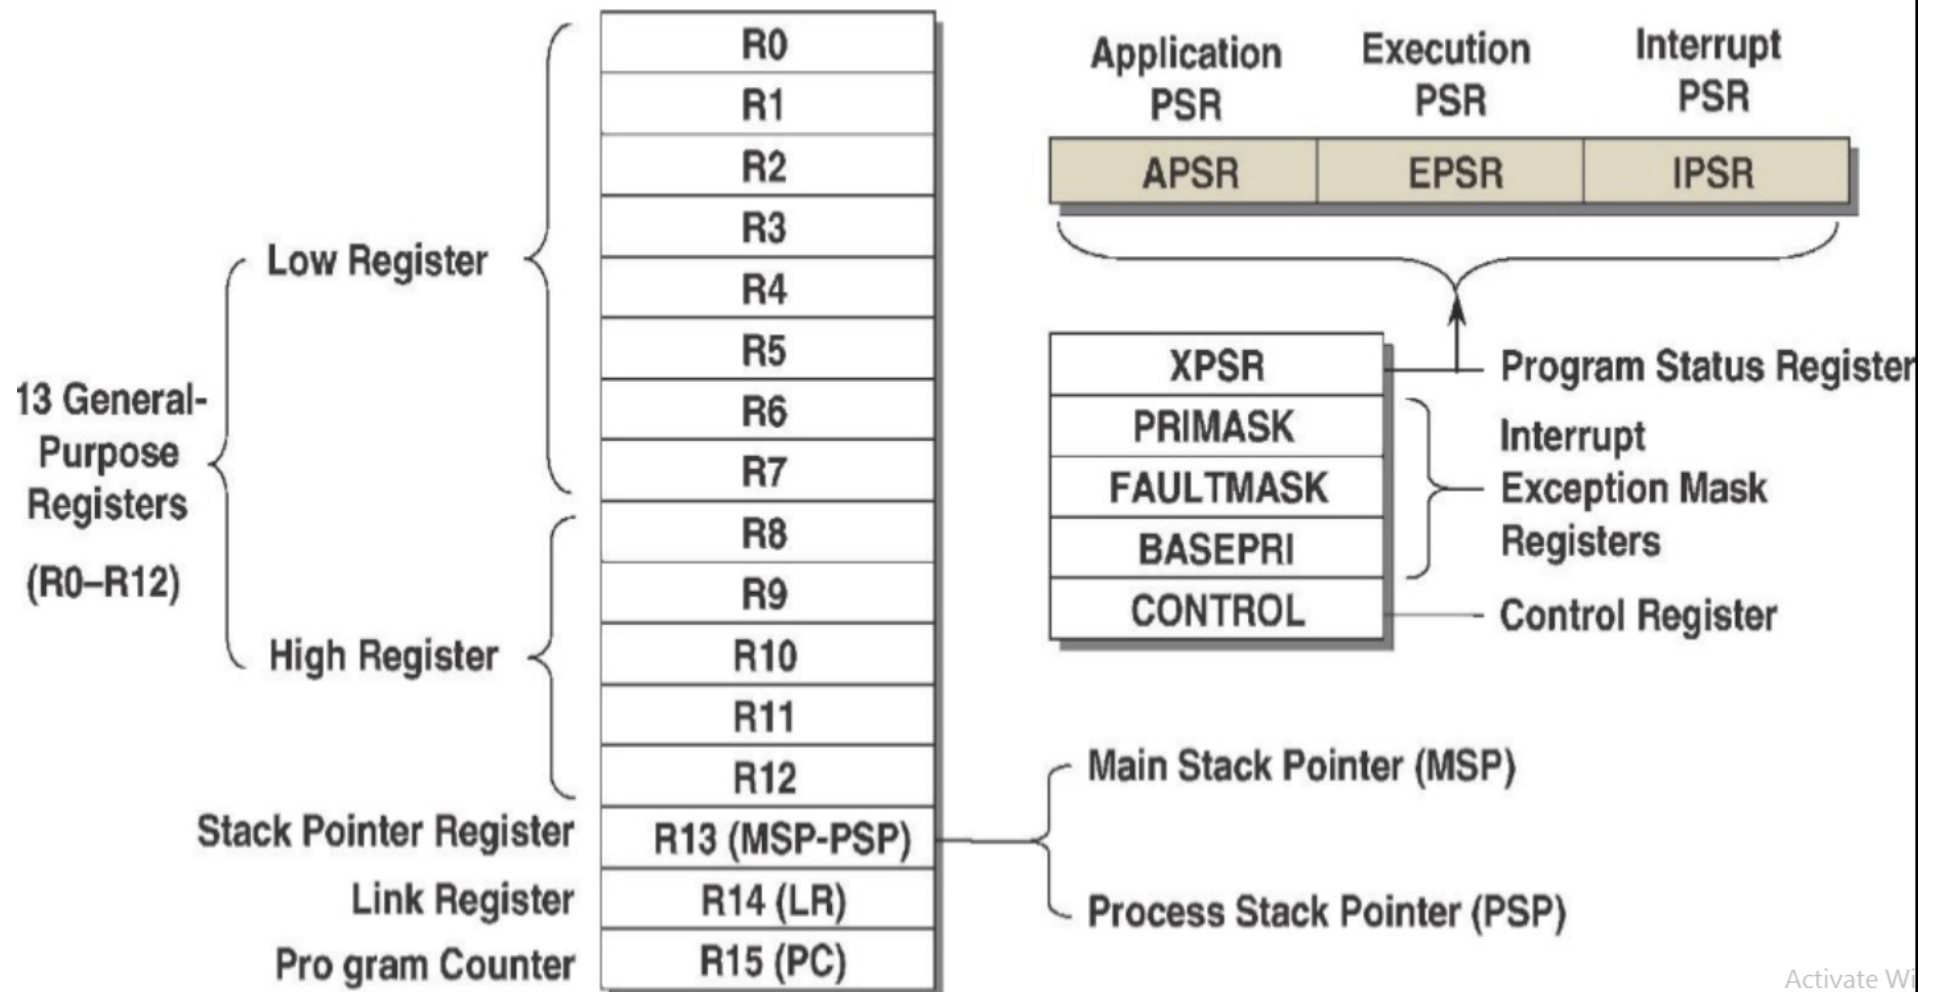 R0
R1
R2
R3
R4
R5
R6
R7
R8
R9
R10
R11
R12
R13 (MSP-PSP)
R14 (LR)
R15 (PC)
Low Register
13 General-
Purpose
Registers
(R0–R12)
High Register
Stack Pointer Register
Link Register
Pro gram Counter
Application
PSR
Execution
PSR
Interrupt
PSR
APSR
EPSR
IPSR
XPSR
PRIMASK
FAULTMASK
BASEPRI
CONTROL
Program Status Register
Interrupt
Exception Mask
Registers
Control Register
Main Stack Pointer (MSP)
Process Stack Pointer (PSP)
Activate Wi